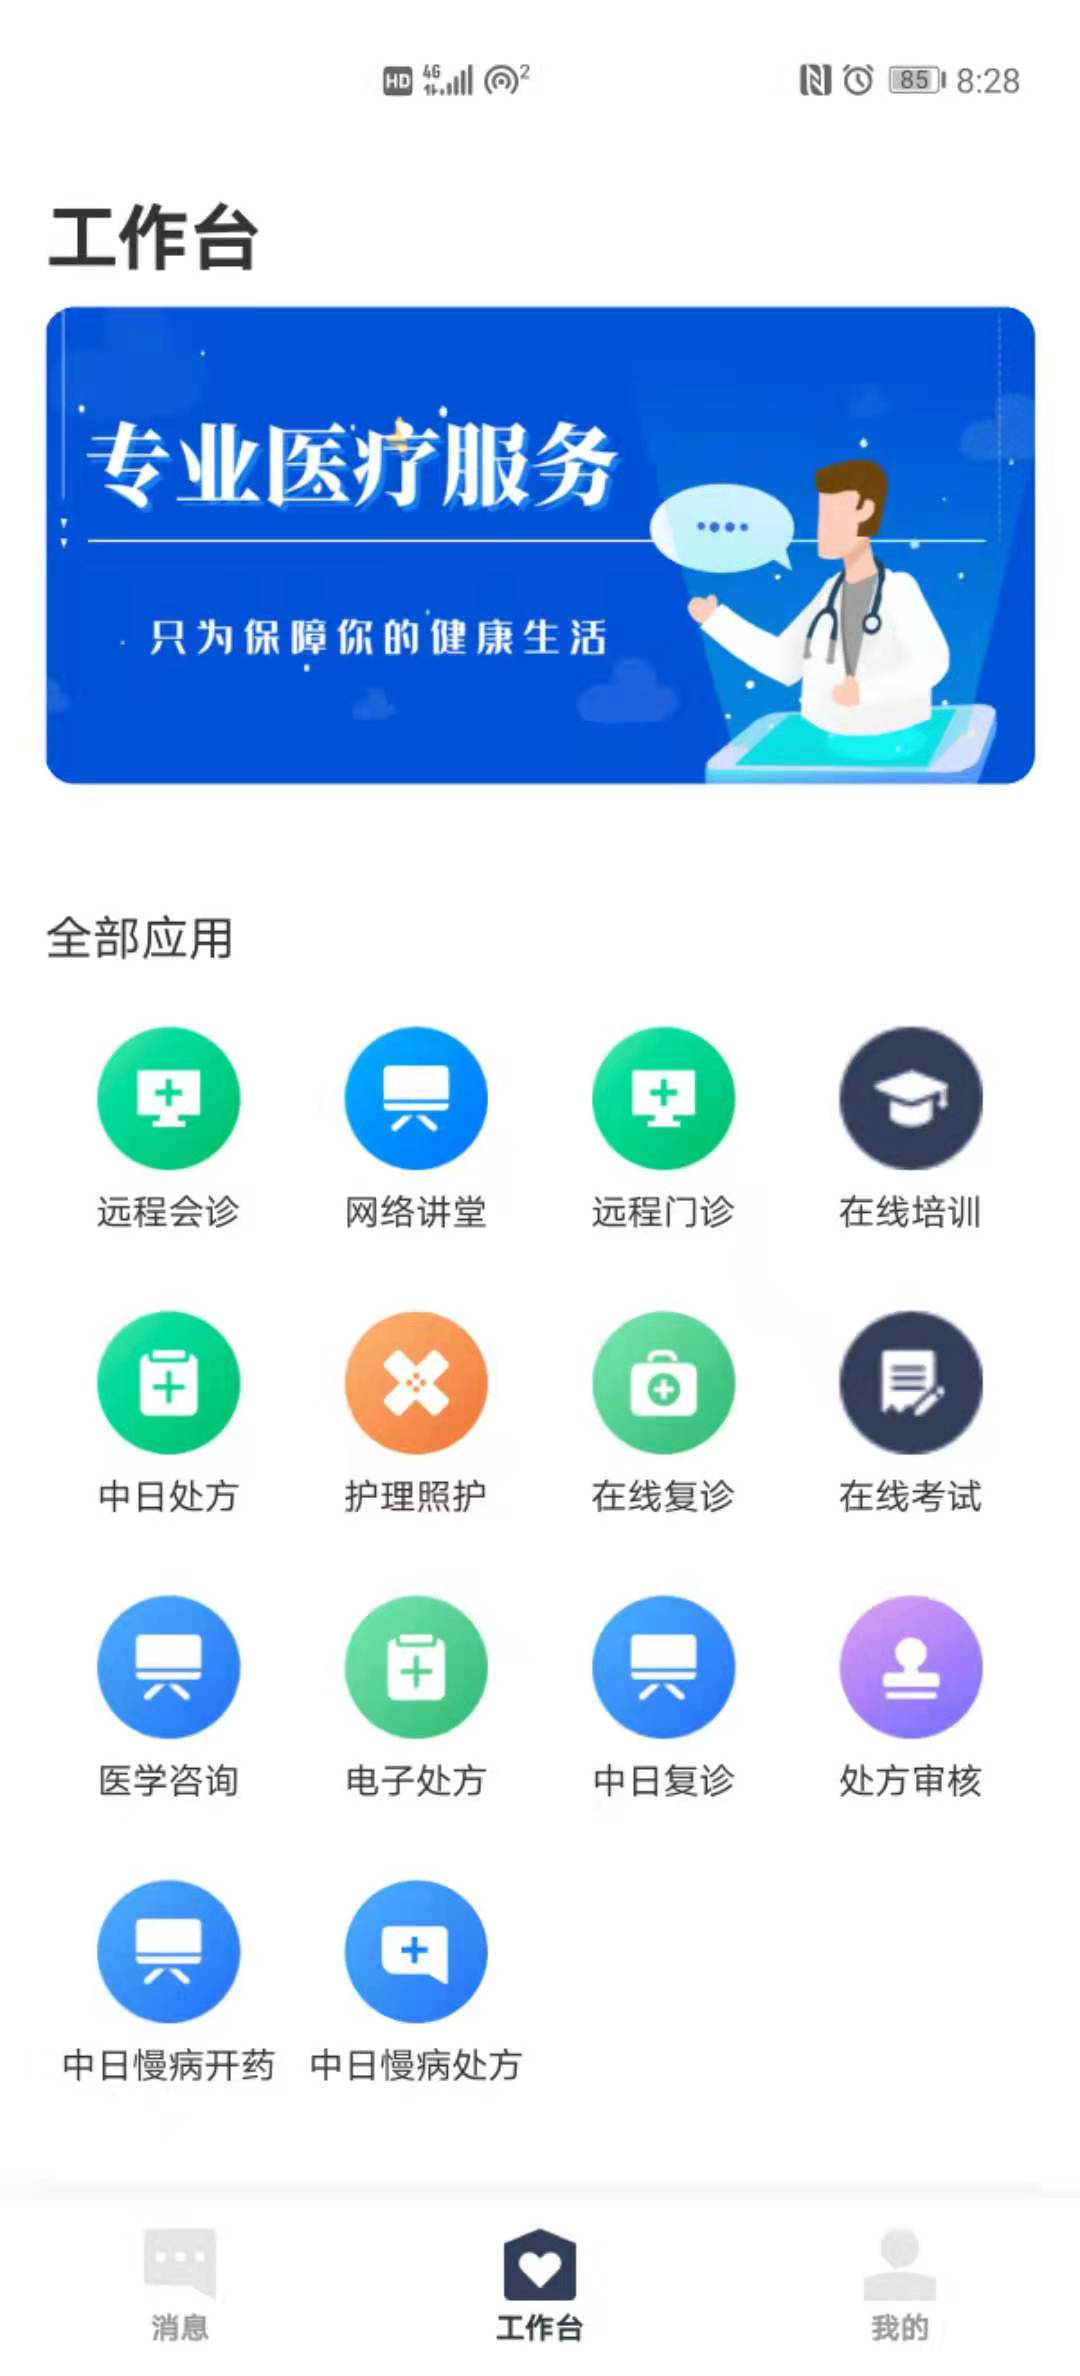 HD 4G 2 85 8:28
工作台
专业医疗服务
只为保障你的健康生活
全部应用
远程会诊 网络讲堂 远程门诊 在线培训
中日处方 护理照护 在线复诊 在线考试
医学咨询 电子处方 中日复诊 处方审核
中日慢病开药 中日慢病处方
消息 工作台 我的